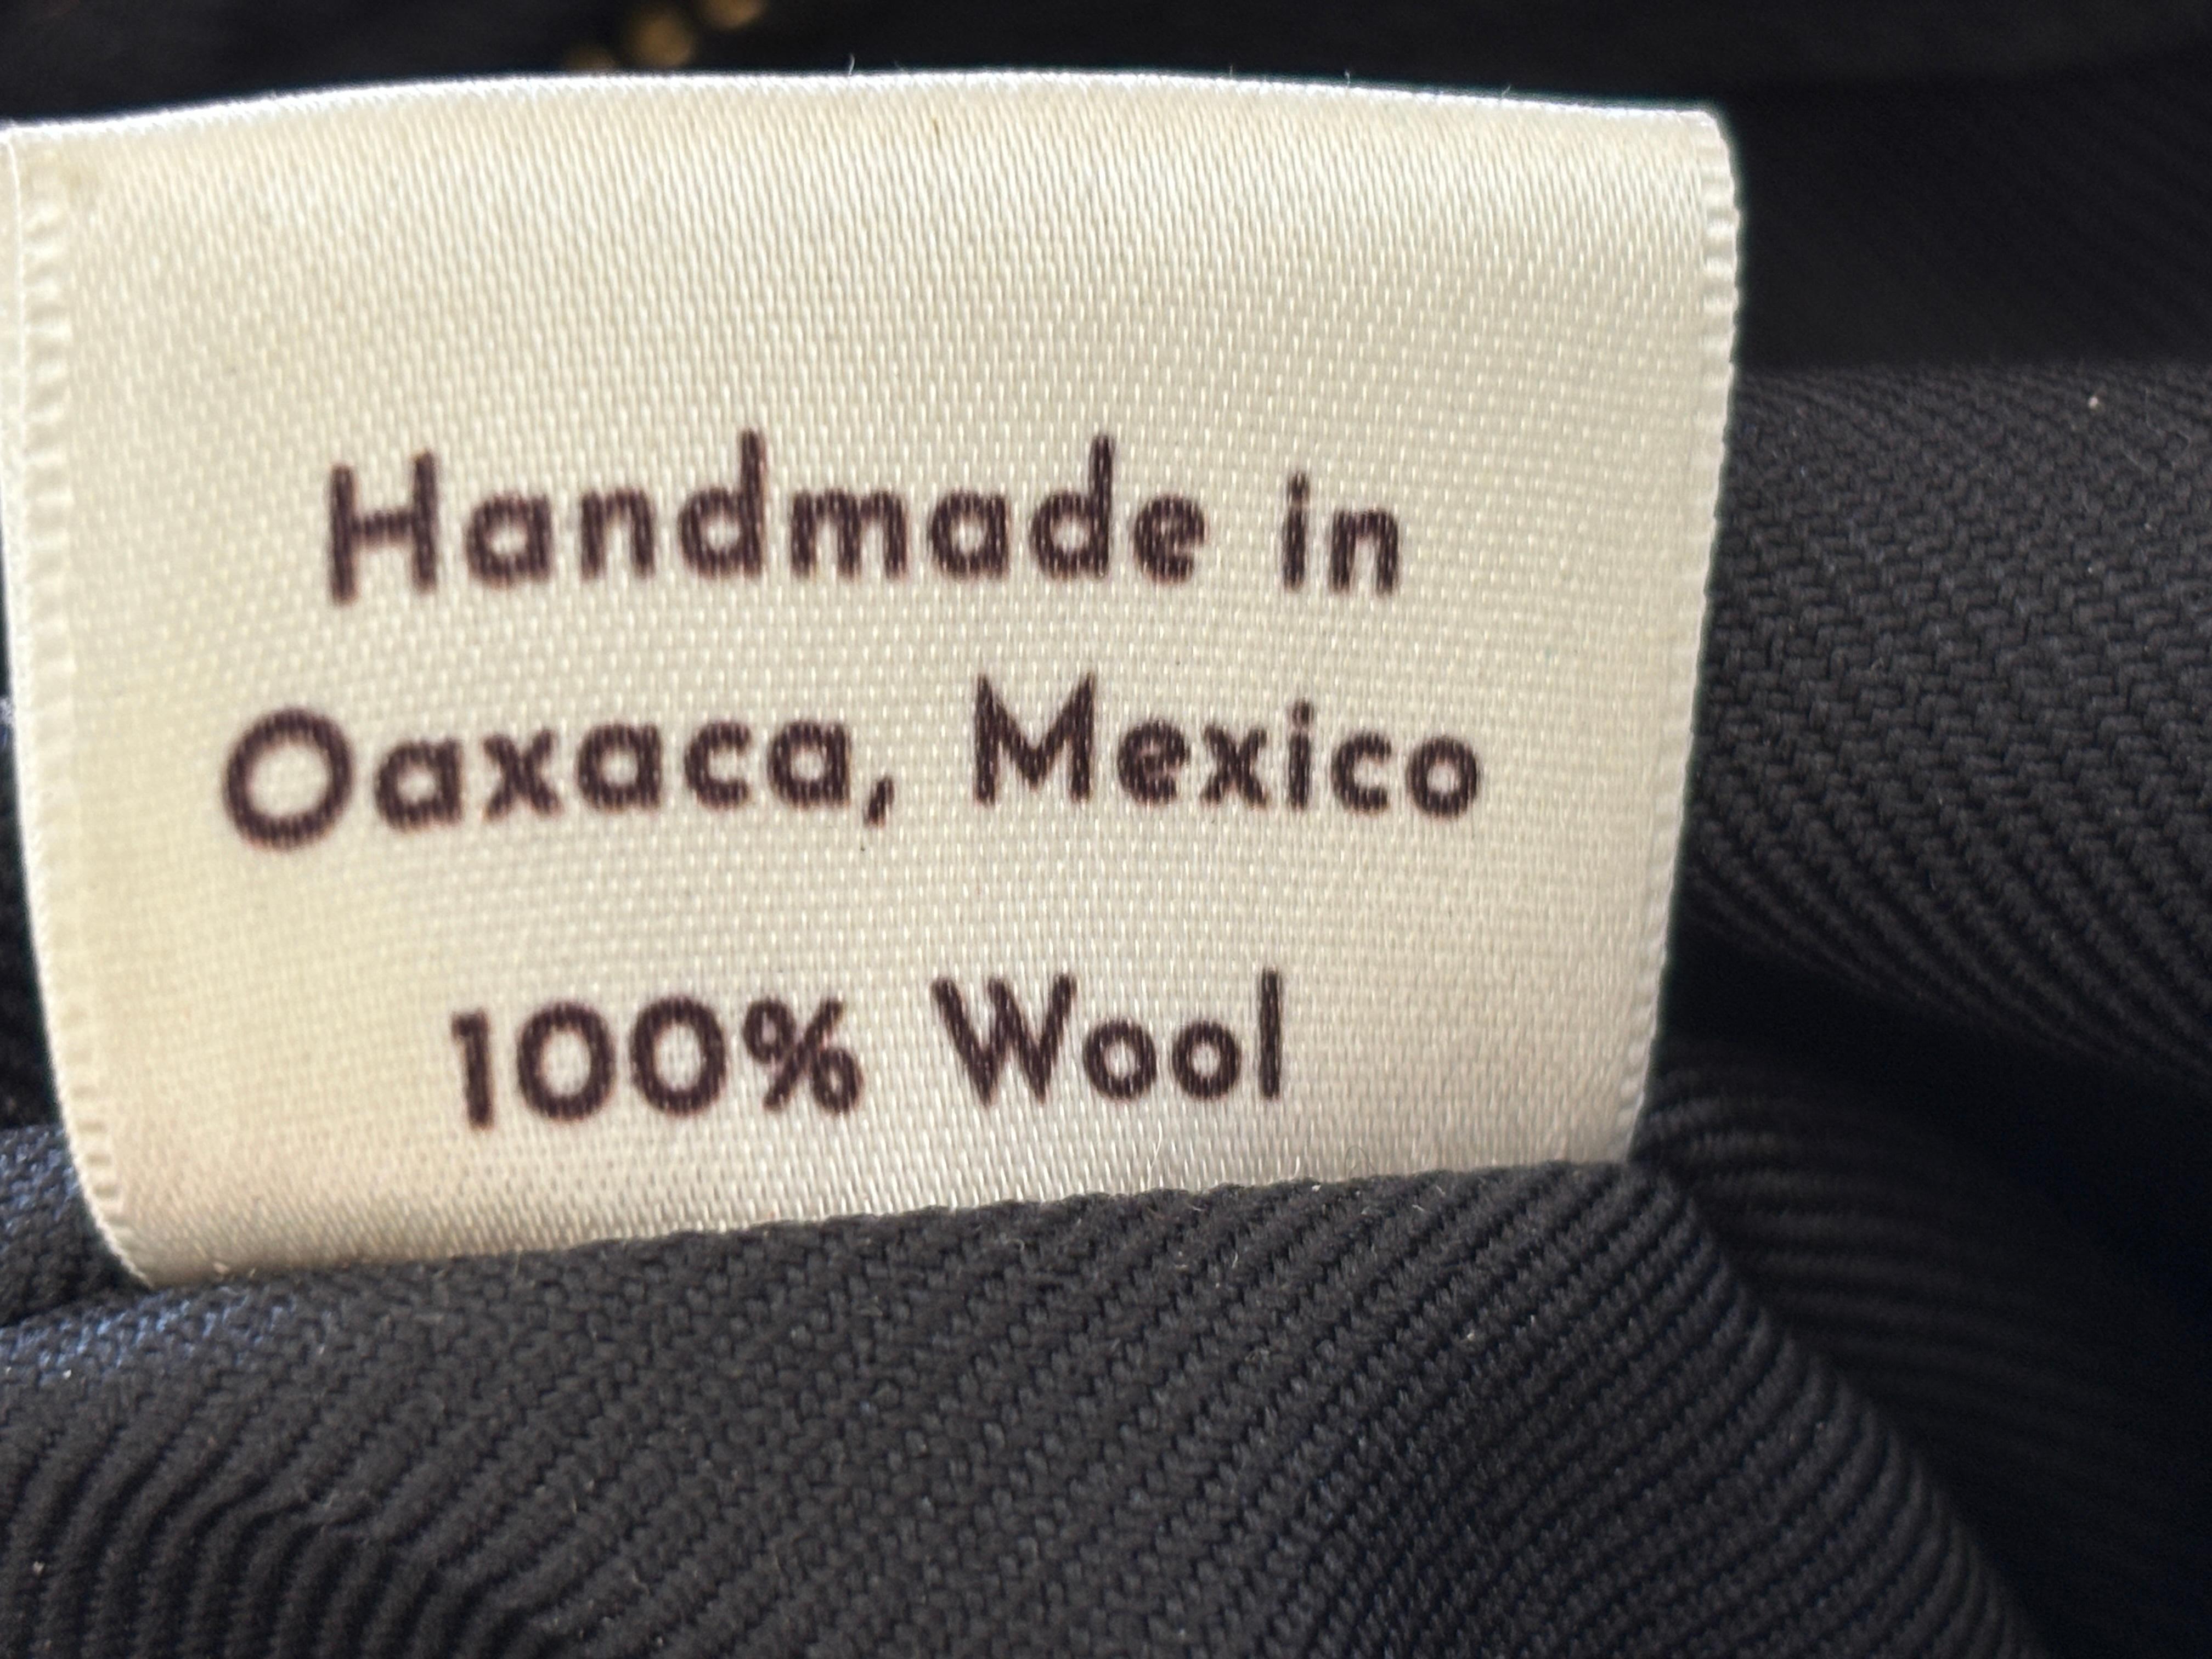 Handmade in
Oaxaca, Mexico
100% Wool